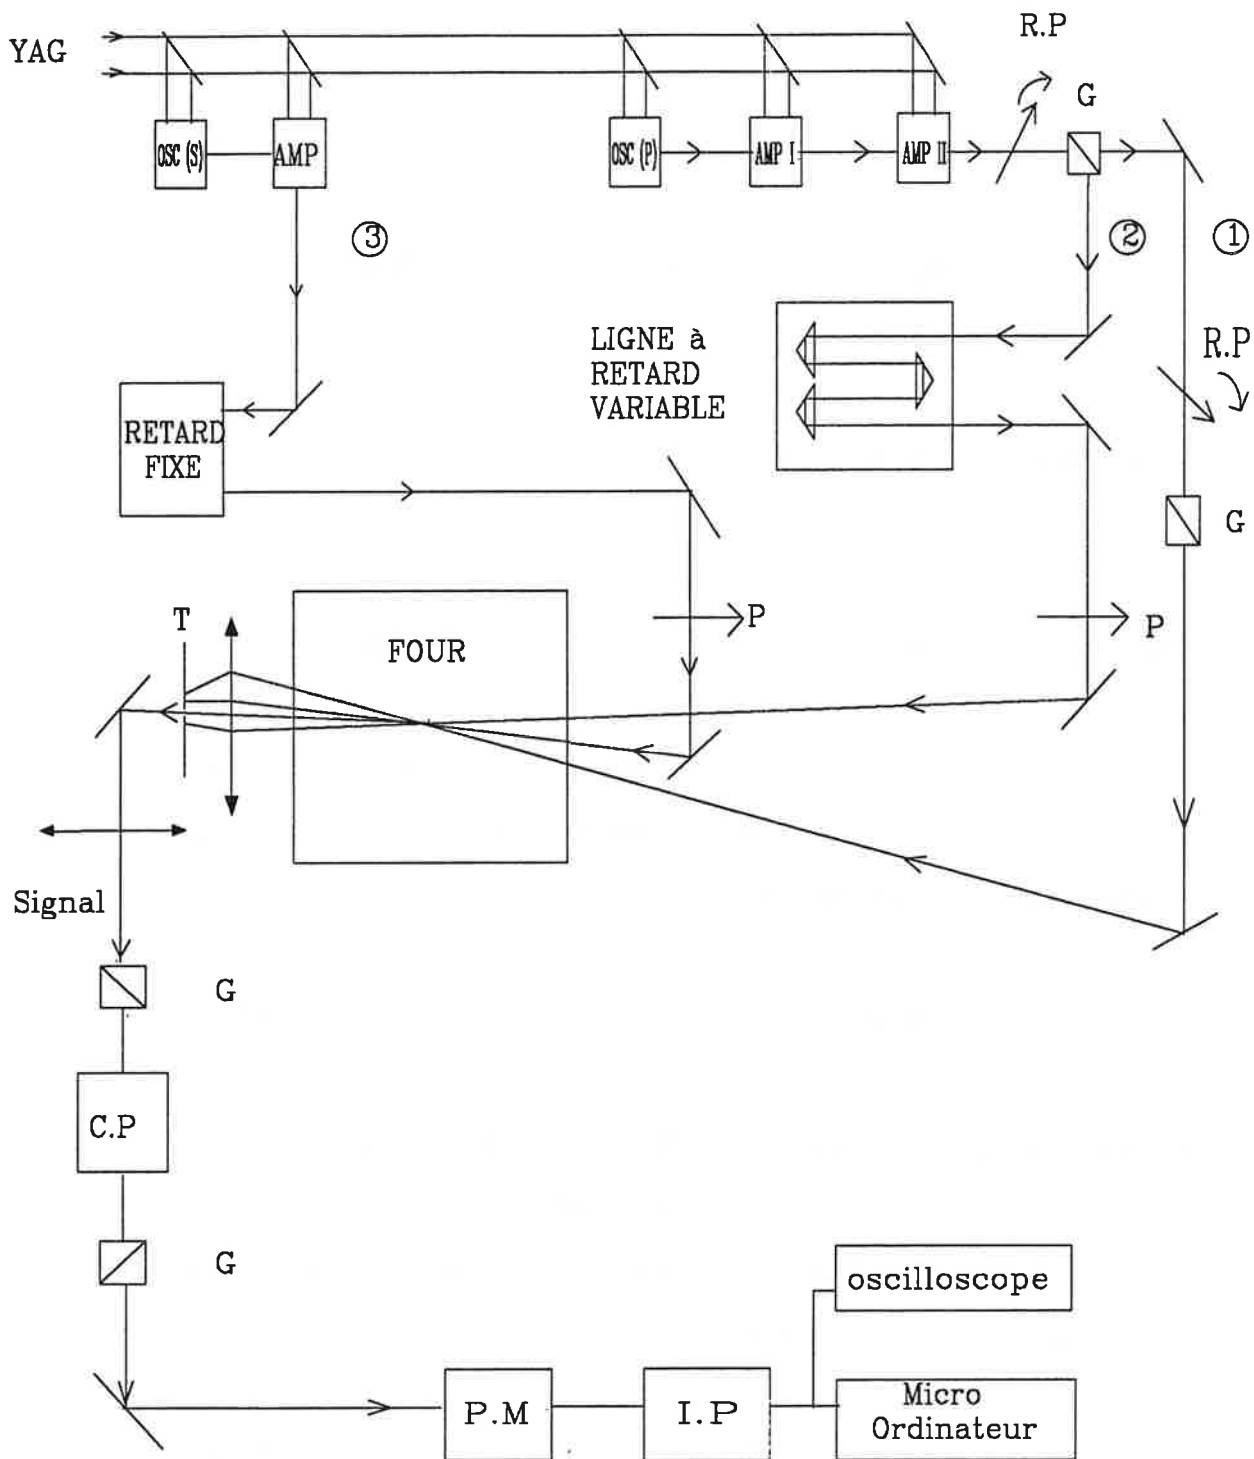 R.P
YAG
G
OSC (S)
AMP
OSC (P)
AMP I
AMP II
③
②
①
LIGNE à
RETARD
VARIABLE
R.P
RETARD
FIXE
G
T
FOUR
P
P
Signal
G
C.P
G
oscilloscope
P.M
I.P
Micro
Ordinateur